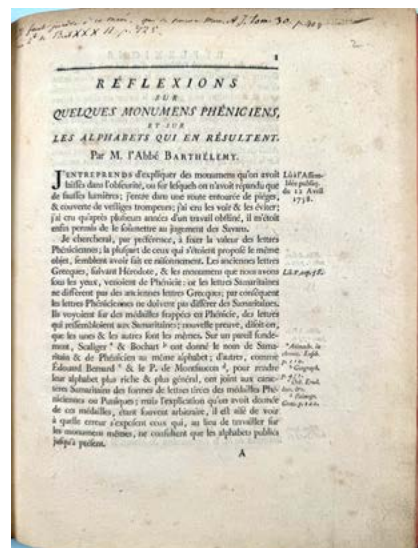 1
2.
RÉFLEXIONS
SUR
QUELQUES MONUMENS PHÉNICIENS,
ET SUR
LES ALPHABETS QUI EN RÉSULTENT.
Par M. l'Abbé BARTHÉLEMY.
J'ENTREPRENDS d'expliquer des monumens qu'on avoit
laissés dans l'obscurité, ou sur lesquels on n'avoit répandu que
de fausses lumières; j'entre dans une route entourée de piéges,
& couverte de vestiges trompeurs; j'ai cru les voir & les éviter;
j'ai cru qu'après plusieurs années d'un travail obstiné, il m'étoit
enfin permis de le soûmettre au jugement des Savans.
Je chercherai, par préférence, à fixer la valeur des lettres
Phéniciennes; la plufpart de ceux qui s'étoient proposé le même
objet, semblent avoir fait ce raisonnement. Les anciennes lettres
Grecques, suivant Hérodote, & les monumens que nous avons
sous les yeux, venoient de Phénicie; or les lettres Samaritaines
ne diffèrent pas des anciennes lettres Grecques; par conséquent
les lettres Phéniciennes ne doivent pas différer des Samaritaines.
Ils voyoient sur des médailles frappées en Phénicie, des lettres
qui ressembloient aux Samaritaines; nouvelle preuve, disoit-on,
que les unes & les autres sont les mêmes. Sur un pareil fonde-
ment, Scaliger & Bochart ont donné le nom de Sama-
ritain & de Phénicien au même alphabet; d'autres, comme
Édouard Bernard & le P. de Montfaucon, pour rendre
leur alphabet plus riche & plus général, ont joint aux carac-
tères Samaritains des formes de lettres tirées des médailles Phé-
niciennes ou Puniques; mais l'explication qu'on avoit donnée
de ces médailles, étant souvent arbitraire, il est aisé de voir
à quelle erreur s'exposent ceux qui, au lieu de travailler sur
les monumens mêmes, ne consultent que les alphabets publiés
jusqu'à présent.
A
Lû à l'Assem-
blée publiq.
du 12 Avril
1758.